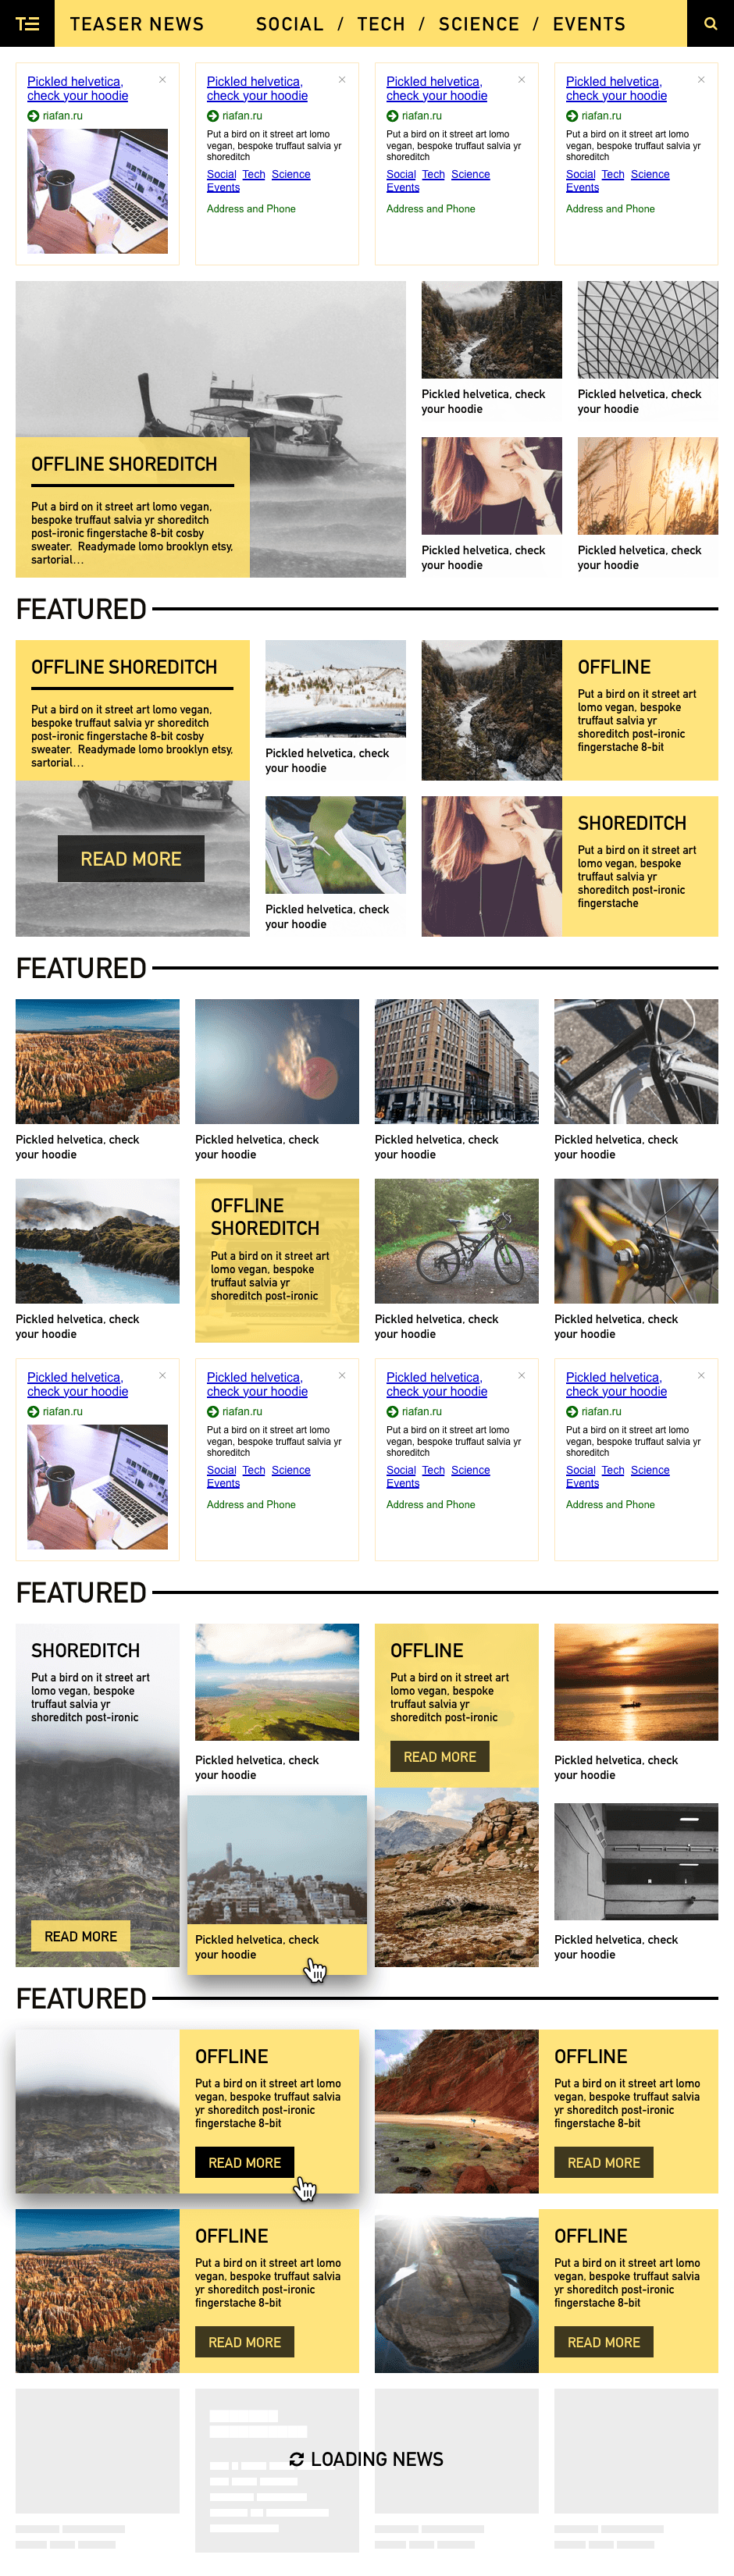 TE TEASER NEWS SOCIAL / TECH / SCIENCE / EVENTS
Pickled helvetica,
check your hoodie
riafan.ru
Pickled helvetica,
check your hoodie
riafan.ru
Put a bird on it street art lomo
vegan, bespoke truffaut salvia yr
shoreditch
Social Tech Science
Events
Address and Phone
Pickled helvetica,
check your hoodie
riafan.ru
Put a bird on it street art lomo
vegan, bespoke truffaut salvia yr
shoreditch
Social Tech Science
Events
Address and Phone
Pickled helvetica,
check your hoodie
riafan.ru
Put a bird on it street art lomo
vegan, bespoke truffaut salvia yr
shoreditch
Social Tech Science
Events
Address and Phone
OFFLINE SHOREDITCH
Put a bird on it street art lomo vegan,
bespoke truffaut salvia yr shoreditch
post-ironic fingerstache 8-bit cosby
sweater. Readymade lomo brooklyn etsy,
sartorial…
Pickled helvetica, check
your hoodie
Pickled helvetica, check
your hoodie
Pickled helvetica, check
your hoodie
Pickled helvetica, check
your hoodie
FEATURED
OFFLINE SHOREDITCH
Put a bird on it street art lomo vegan,
bespoke truffaut salvia yr shoreditch
post-ironic fingerstache 8-bit cosby
sweater. Readymade lomo brooklyn etsy,
sartorial…
READ MORE
Pickled helvetica, check
your hoodie
Pickled helvetica, check
your hoodie
OFFLINE
Put a bird on it street art
lomo vegan, bespoke
truffaut salvia yr
shoreditch post-ironic
fingerstache 8-bit
SHOREDITCH
Put a bird on it street art
lomo vegan, bespoke
truffaut salvia yr
shoreditch post-ironic
fingerstache
FEATURED
Pickled helvetica, check
your hoodie
Pickled helvetica, check
your hoodie
Pickled helvetica, check
your hoodie
Pickled helvetica, check
your hoodie
Pickled helvetica, check
your hoodie
OFFLINE
SHOREDITCH
Put a bird on it street art
lomo vegan, bespoke
truffaut salvia yr
shoreditch post-ironic
Pickled helvetica, check
your hoodie
Pickled helvetica, check
your hoodie
Pickled helvetica,
check your hoodie
riafan.ru
Pickled helvetica,
check your hoodie
riafan.ru
Put a bird on it street art lomo
vegan, bespoke truffaut salvia yr
shoreditch
Social Tech Science
Events
Address and Phone
Pickled helvetica,
check your hoodie
riafan.ru
Put a bird on it street art lomo
vegan, bespoke truffaut salvia yr
shoreditch
Social Tech Science
Events
Address and Phone
Pickled helvetica,
check your hoodie
riafan.ru
Put a bird on it street art lomo
vegan, bespoke truffaut salvia yr
shoreditch
Social Tech Science
Events
Address and Phone
FEATURED
SHOREDITCH
Put a bird on it street art
lomo vegan, bespoke
truffaut salvia yr
shoreditch post-ironic
READ MORE
Pickled helvetica, check
your hoodie
Pickled helvetica, check
your hoodie
OFFLINE
Put a bird on it street art
lomo vegan, bespoke
truffaut salvia yr
shoreditch post-ironic
READ MORE
Pickled helvetica, check
your hoodie
Pickled helvetica, check
your hoodie
FEATURED
OFFLINE
Put a bird on it street art lomo
vegan, bespoke truffaut salvia
yr shoreditch post-ironic
fingerstache 8-bit
READ MORE
OFFLINE
Put a bird on it street art lomo
vegan, bespoke truffaut salvia
yr shoreditch post-ironic
fingerstache 8-bit
READ MORE
OFFLINE
Put a bird on it street art lomo
vegan, bespoke truffaut salvia
yr shoreditch post-ironic
fingerstache 8-bit
READ MORE
OFFLINE
Put a bird on it street art lomo
vegan, bespoke truffaut salvia
yr shoreditch post-ironic
fingerstache 8-bit
READ MORE
LOADING NEWS